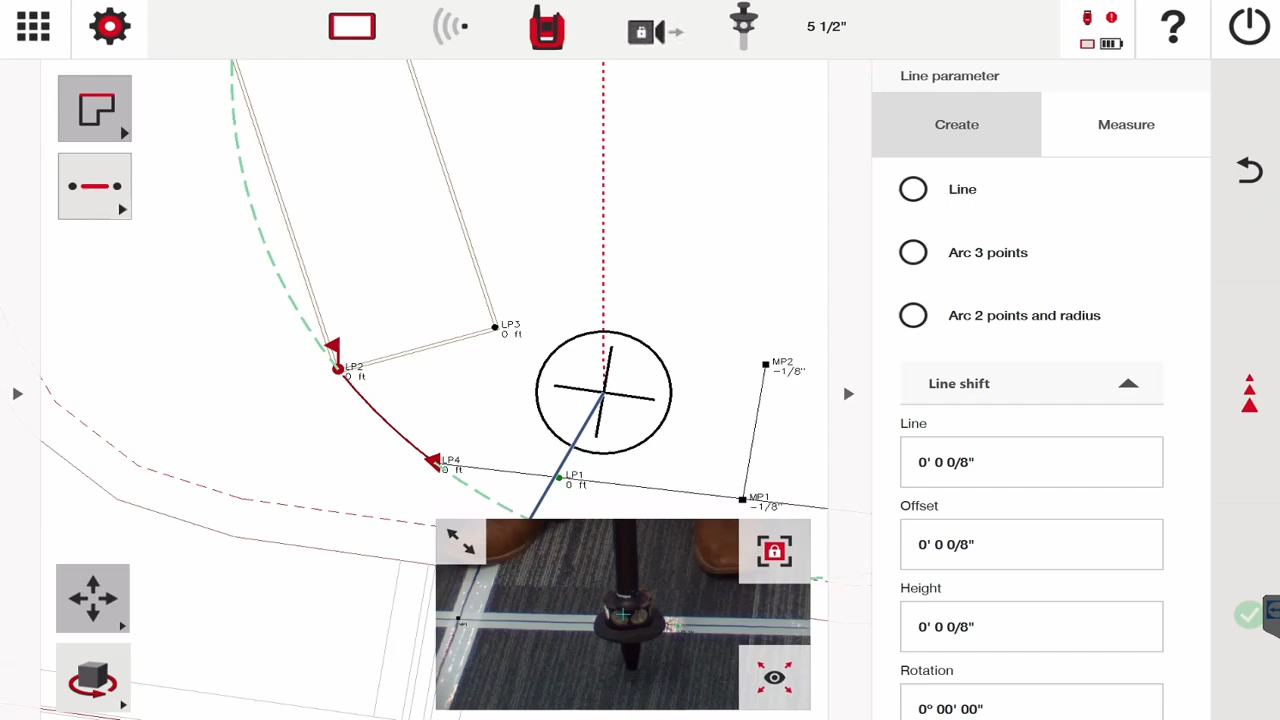 ?
5 1/2"
Line parameter
Create
Measure
Line
Arc 3 points
Arc 2 points and radius
Line shift
Line
0' 0 0/8"
Offset
0' 0 0/8"
Height
0' 0 0/8"
Rotation
0° 00' 00"
LP3
0 ft
LP2
0 ft
MP2
-1/8"
LP4
0 ft
LP1
0 ft
MP1
-1/8"